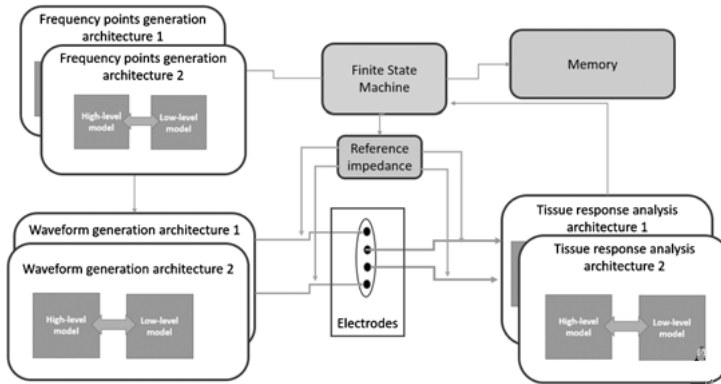 Frequency points generation
architecture 1
Frequency points generation
architecture 2
High-level
model
Low-level
model
Finite State
Machine
Memory
Reference
impedance
Waveform generation architecture 1
Waveform generation architecture 2
High-level
model
Low-level
model
Electrodes
Tissue response analysis
architecture 1
Tissue response analysis
architecture 2
High-level
model
Low-level
model